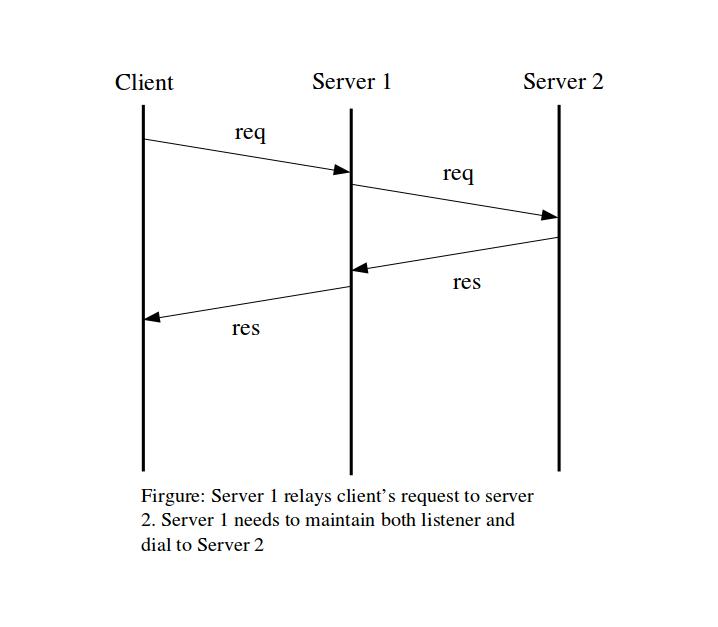 Client Server 1 Server 2
req
req
res
res
Firgure: Server 1 relays client's request to server
2. Server 1 needs to maintain both listener and
dial to Server 2